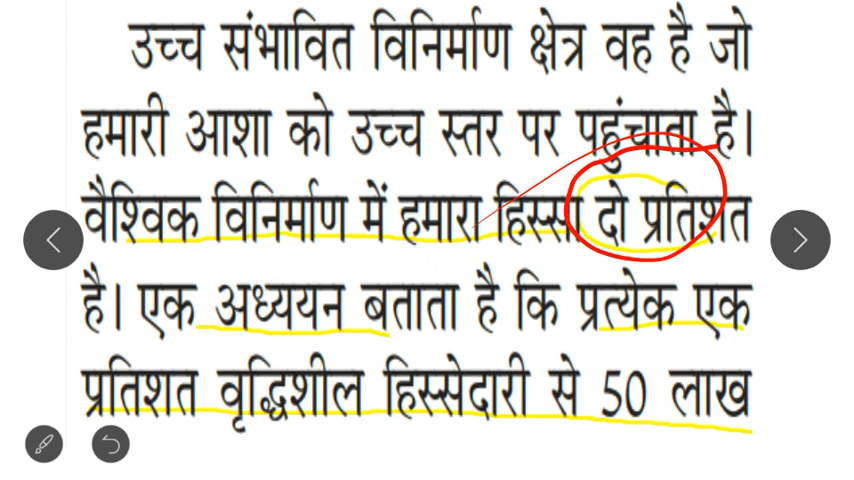 उच्च संभावित विनिर्माण क्षेत्र वह है जो
हमारी आशा को उच्च स्तर पर पहुंचाता है।
वैश्विक विनिर्माण में हमारा हिस्सा दो प्रतिशत
है। एक अध्ययन बताता है कि प्रत्येक एक
प्रतिशत वृद्धिशील हिस्सेदारी से 50 लाख